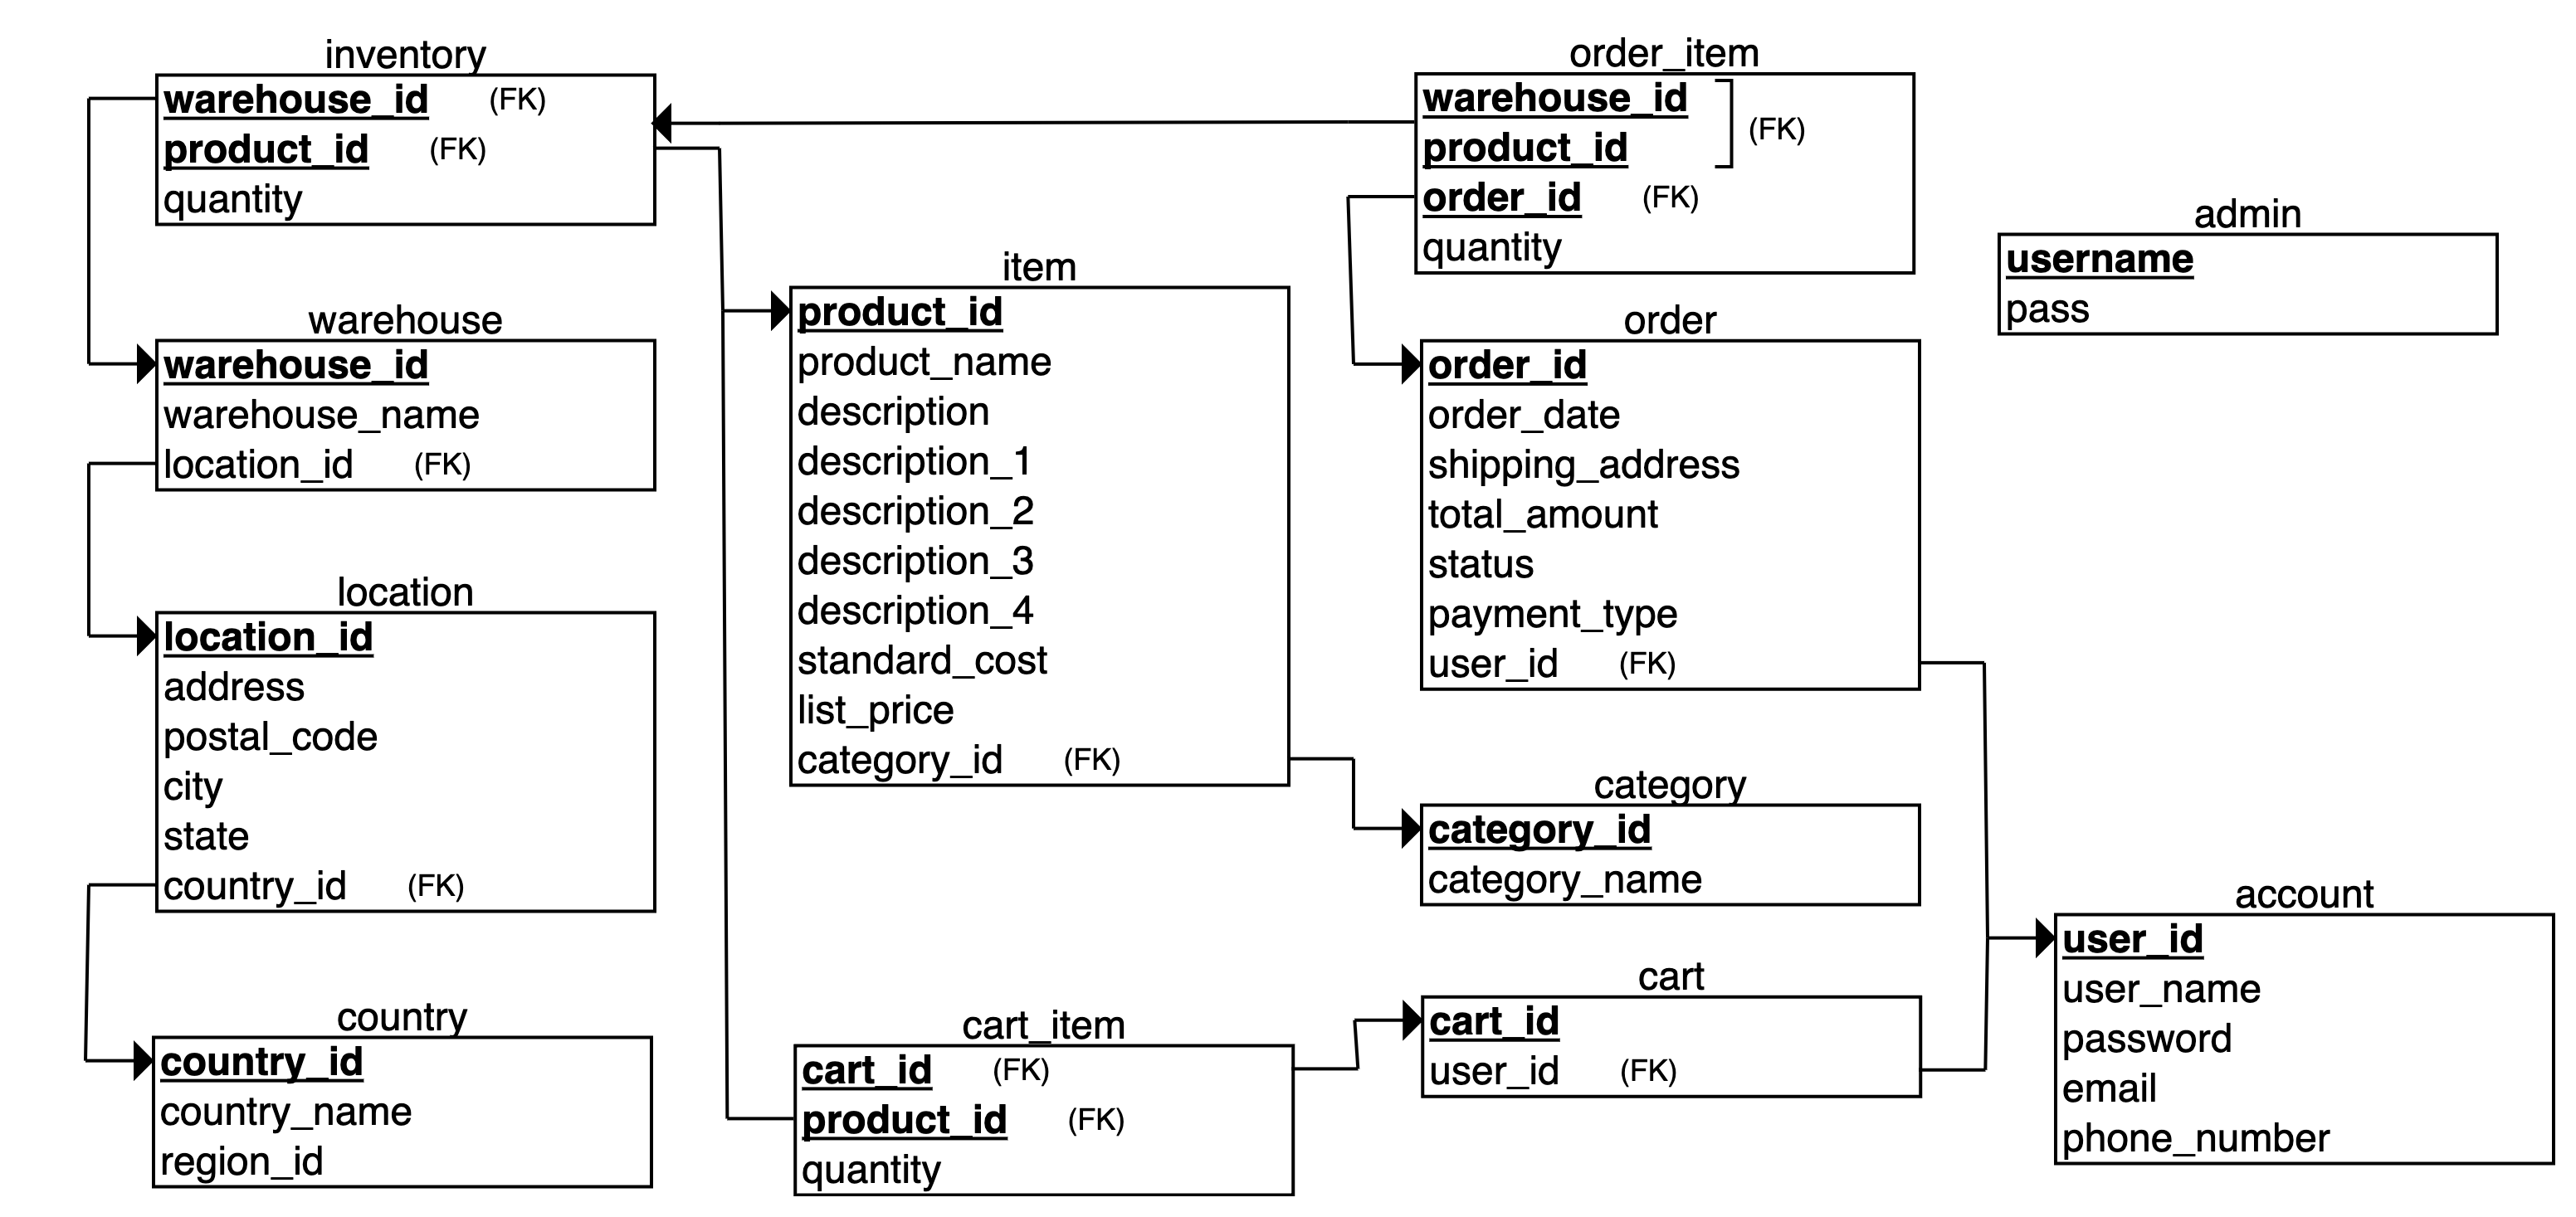 inventory
warehouse_id (FK)
product_id (FK)
quantity
warehouse
warehouse_id
warehouse_name
location_id (FK)
location
location_id
address
postal_code
city
state
country_id (FK)
country
country_id
country_name
region_id
item
product_id
product_name
description
description_1
description_2
description_3
description_4
standard_cost
list_price
category_id (FK)
cart_item
cart_id (FK)
product_id (FK)
quantity
order_item
warehouse_id
product_id
(FK)
order_id (FK)
quantity
order
order_id
order_date
shipping_address
total_amount
status
payment_type
user_id (FK)
category
category_id
category_name
cart
cart_id
user_id (FK)
admin
username
pass
account
user_id
user_name
password
email
phone_number